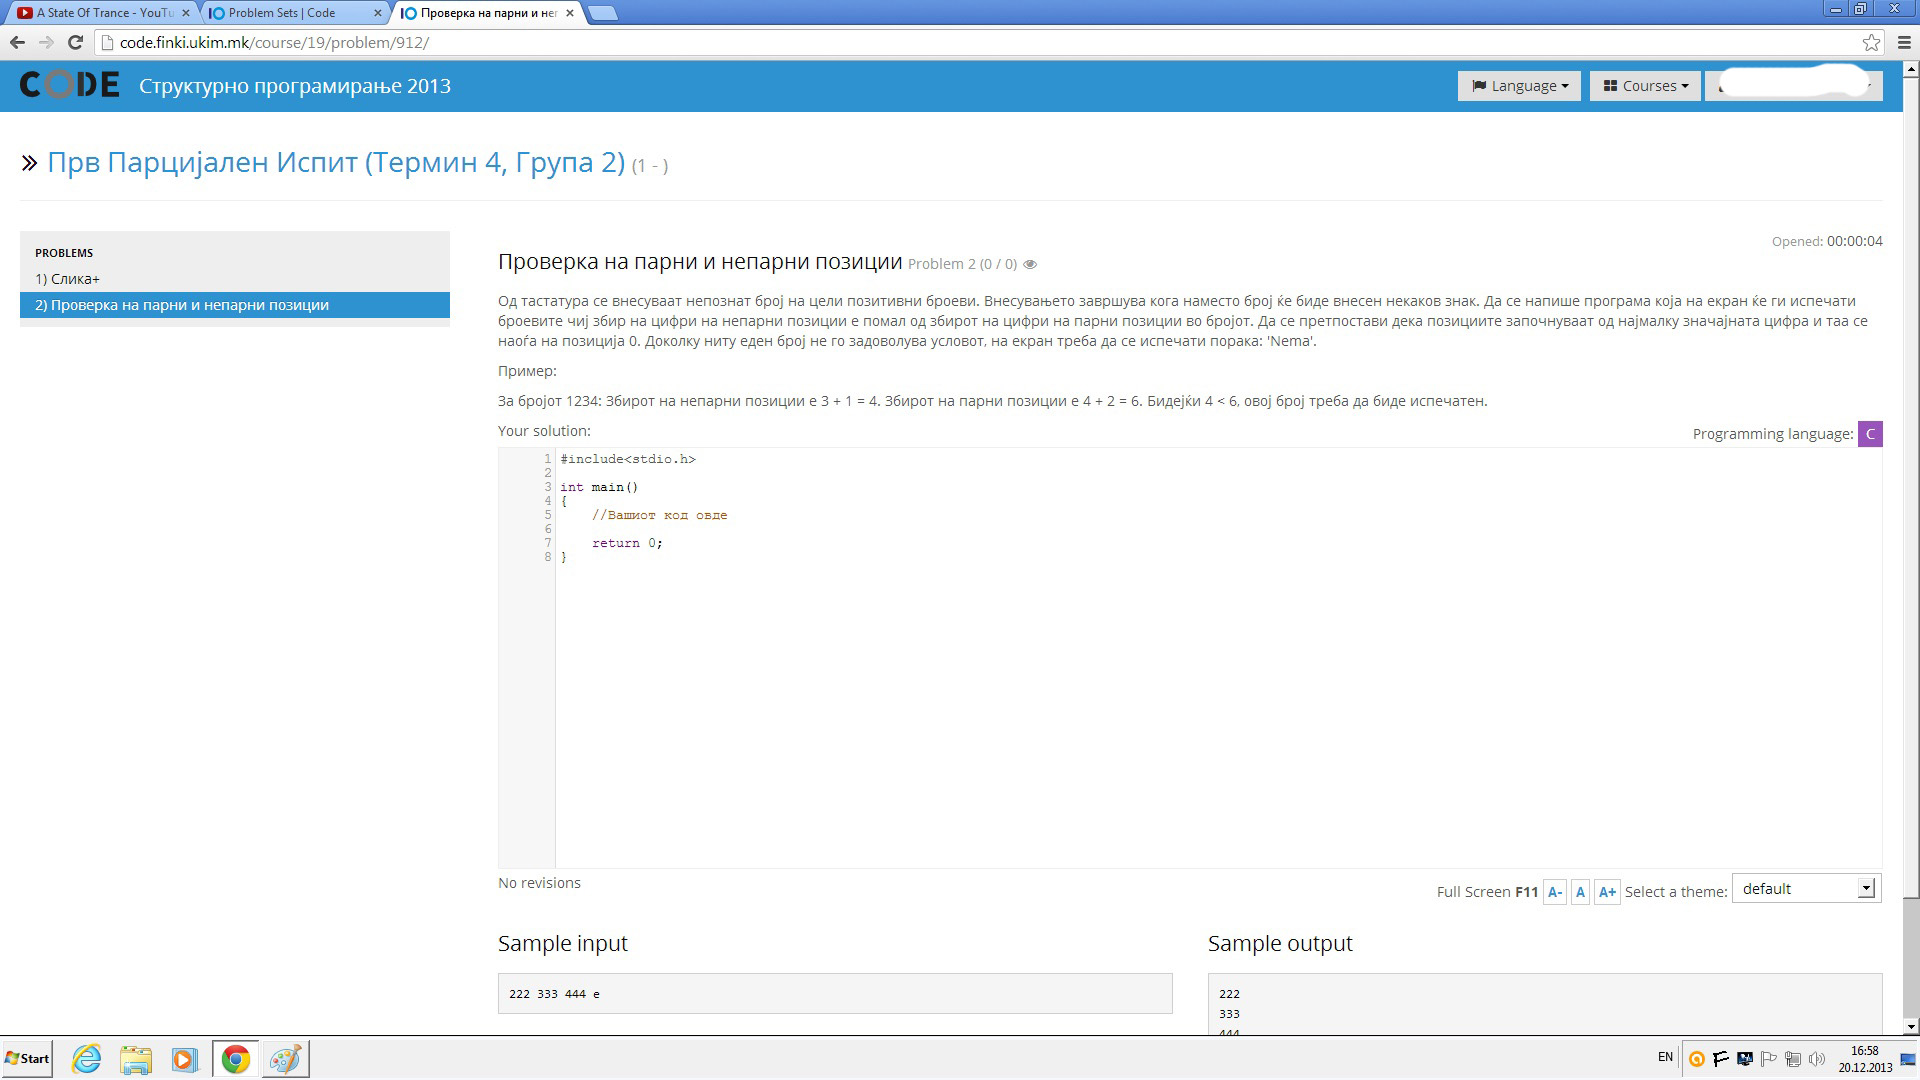 A State Of Trance - YouTu
Problem Sets | Code
Проверка на парни и неп
code.finki.ukim.mk/course/19/problem/912/
CODE
Структурно програмирање 2013
Language
Courses
» Прв Парцијален Испит (Термин 4, Група 2) (1 - )
PROBLEMS
1) Слика+
2) Проверка на парни и непарни позиции
Opened: 00:00:04
Проверка на парни и непарни позиции Problem 2 (0 / 0)
Од тастатура се внесуваат непознат број на цели позитивни броеви. Внесувањето завршува кога наместо број ќе биде внесен некаков знак. Да се напише програма која на екран ќе ги испечати
броевите чиј збир на цифри на непарни позиции е помал од збирот на цифри на парни позиции во бројот. Да се претпостави дека позициите започнуваат од најмалку значајната цифра и таа се
наоѓа на позиција 0. Доколку ниту еден број не го задоволува условот, на екран треба да се испечати порака: 'Nema'.
Пример:
За бројот 1234: Збирот на непарни позиции е 3 + 1 = 4. Збирот на парни позиции е 4 + 2 = 6. Бидејќи 4 < 6, овој број треба да биде испечатен.
Your solution:
Programming language: C
1 #include<stdio.h>
2
3 int main()
4 {
5 //Вашиот код овде
6
7 return 0;
8 }
No revisions
Full Screen F11 A- A A+ Select a theme: default
Sample input
Sample output
222 333 444 e
222
333
444
Start
EN
16:58
20.12.2013